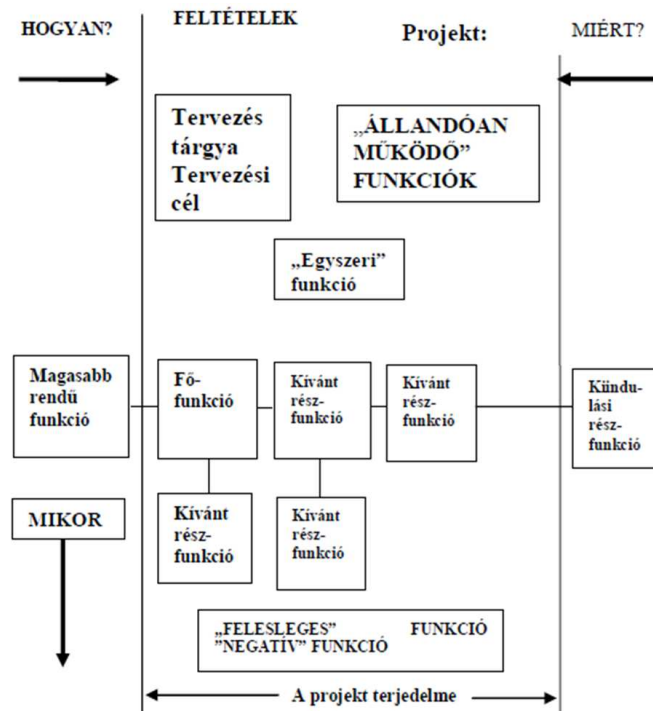 HOGYAN?
FELTÉTELEK
Projekt:
MIÉRT?
Tervezés
tárgya
Tervezési
cél
„ÁLLANDÓAN
MŰKÖDŐ”
FUNKCIÓK
„Egyszeri”
funkció
Magasabb
rendű
funkció
Fő-
funkció
Kívánt
rész-
funkció
Kívánt
rész-
funkció
Kiindu-
lási
rész-
funkció
MIKOR
Kívánt
rész-
funkció
Kívánt
rész-
funkció
„FELESLEGES” FUNKCIÓ
”NEGATÍV” FUNKCIÓ
A projekt terjedelme